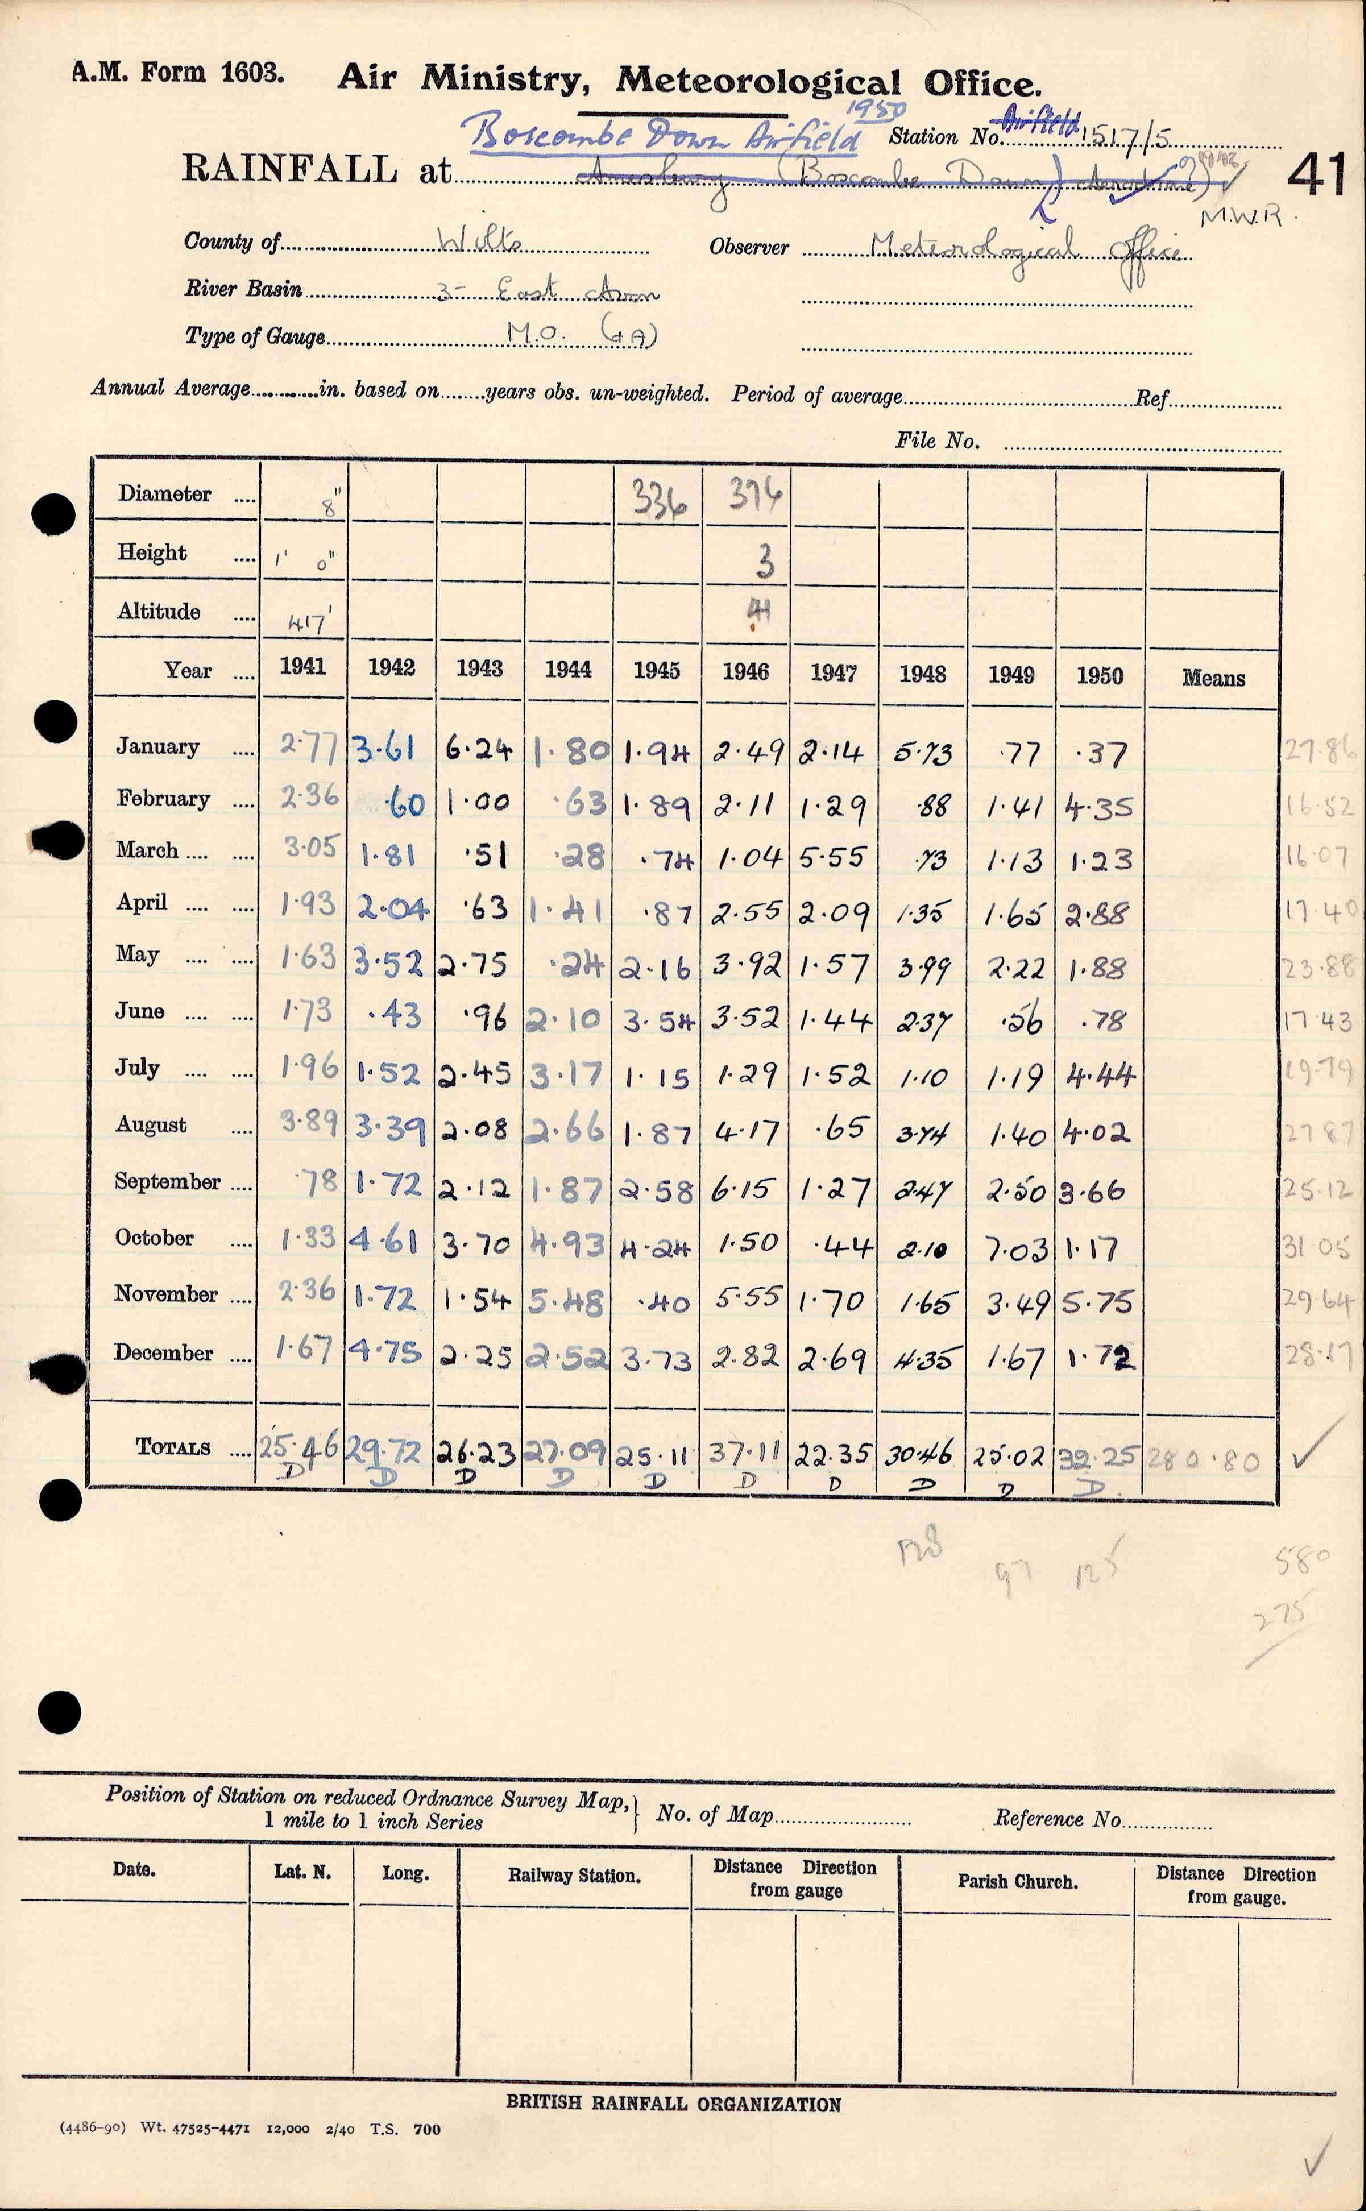 A.M. Form 1603. Air Ministry, Meteorological Office.
Boscombe Down Airfield 1950
Station No. Airfield 1517/5
RAINFALL at Amesbury (Boscombe Down) 41
M.W.R.
County of Wilts Observer Meteorological Office
River Basin 3- East Avon
Type of Gauge M.O. (+A)
Annual Average in. based on years obs. un-weighted. Period of average Ref
File No.
Diameter 8" 336 374
Height 1' 0" 3
Altitude 417' 41
Year 1941 1942 1943 1944 1945 1946 1947 1948 1949 1950 Means
January 2.77 3.61 6.24 1.80 1.94 2.49 2.14 5.73 .77 .37 27.86
February 2.36 .60 1.00 .63 1.89 2.11 1.29 .88 1.41 4.35 16.52
March 3.05 1.81 .51 .28 .74 1.04 5.55 .73 1.13 1.23 16.07
April 1.93 2.04 .63 1.41 .87 2.55 2.09 1.35 1.65 2.88 17.40
May 1.63 3.52 2.75 .24 2.16 3.92 1.57 3.99 2.22 1.88 23.88
June 1.73 .43 .96 2.10 3.54 3.52 1.44 2.37 .56 .78 17.43
July 1.96 1.52 2.45 3.17 1.15 1.29 1.52 1.10 1.19 4.44 19.79
August 3.89 3.39 2.08 2.66 1.87 4.17 .65 3.74 1.40 4.02 27.87
September .78 1.72 2.12 1.87 2.58 6.15 1.27 2.47 2.50 3.66 25.12
October 1.33 4.61 3.70 4.93 4.24 1.50 .44 2.10 7.03 1.17 31.05
November 2.36 1.72 1.54 5.48 .40 5.55 1.70 1.65 3.49 5.75 29.64
December 1.67 4.75 2.25 2.52 3.73 2.82 2.69 4.35 1.67 1.72 28.17
TOTALS 25.46 29.72 26.23 27.09 25.11 37.11 22.35 30.46 25.02 32.25 280.80
D D D D D D D D D D.
128 97 125 580
275
Position of Station on reduced Ordnance Survey Map,
1 mile to 1 inch Series
No. of Map Reference No.
Date. Lat. N. Long. Railway Station. Distance Direction from gauge Parish Church. Distance Direction from gauge.
BRITISH RAINFALL ORGANIZATION
(4486-90) Wt. 47525-4471 12,000 2/40 T.S. 700